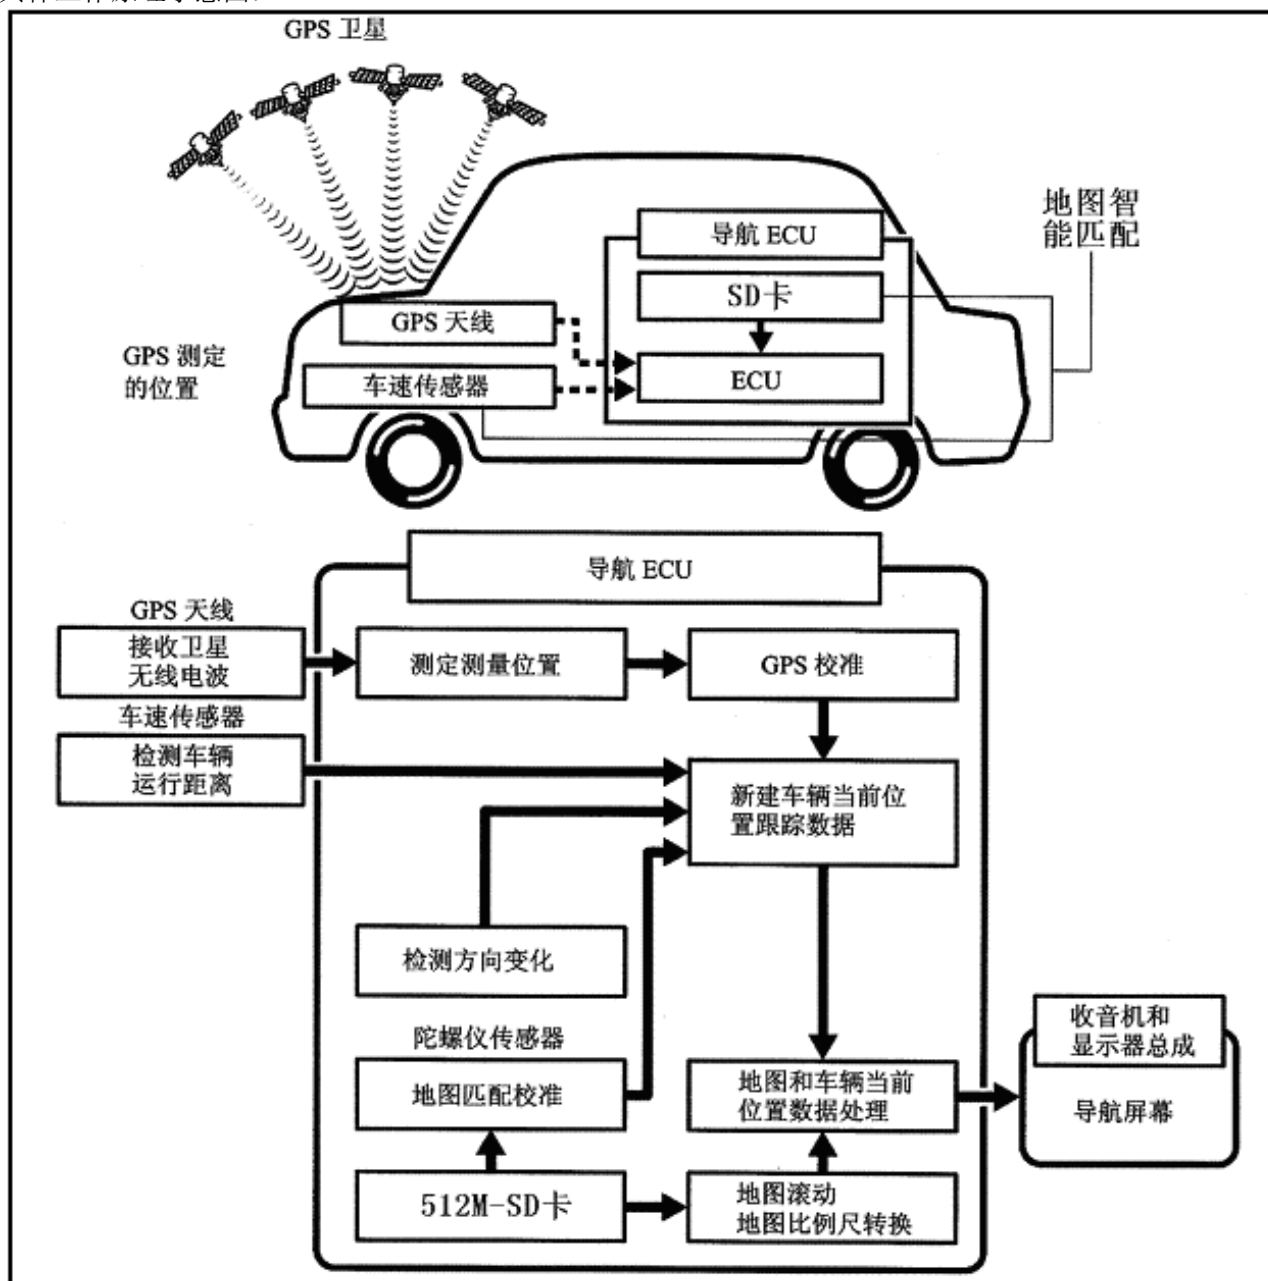 GPS 卫星
地图智
能匹配
导航 ECU
SD卡
GPS 天线
GPS 测定
的位置
ECU
车速传感器
导航 ECU
GPS 天线
接收卫星
无线电波
测定测量位置
GPS 校准
车速传感器
检测车辆
运行距离
新建车辆当前位
置跟踪数据
检测方向变化
陀螺仪传感器
地图匹配校准
地图和车辆当前
位置数据处理
收音机和
显示器总成
导航屏幕
512M-SD卡
地图滚动
地图比例尺转换